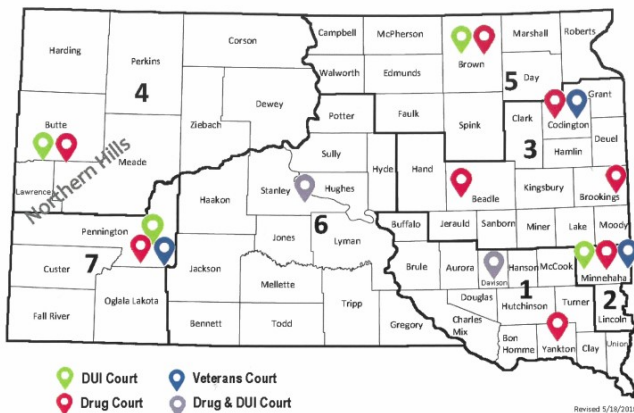 Harding
Perkins
Corson
Campbell
McPherson
Brown
Marshall
Roberts
Walworth
Edmunds
Day
5
4
Dewey
Ziebach
Potter
Faulk
Spink
Clark
Codington
Grant
Butte
Meade
Northern Hills
Lawrence
Sully
Hyde
Hand
3
Hamlin
Deuel
Haakon
Stanley
Hughes
Beadle
Kingsbury
Brookings
Pennington
7
6
Jones
Lyman
Buffalo
Jerauld
Sanborn
Miner
Lake
Moody
Custer
Jackson
Mellette
Brule
Aurora
Davison
Hanson
McCook
Minnehaha
1
2
Fall River
Oglala Lakota
Bennett
Todd
Tripp
Gregory
Douglas
Charles
Mix
Hutchinson
Turner
Lincoln
Bon
Homme
Yankton
Clay
Union
DUI Court
Veterans Court
Drug Court
Drug & DUI Court